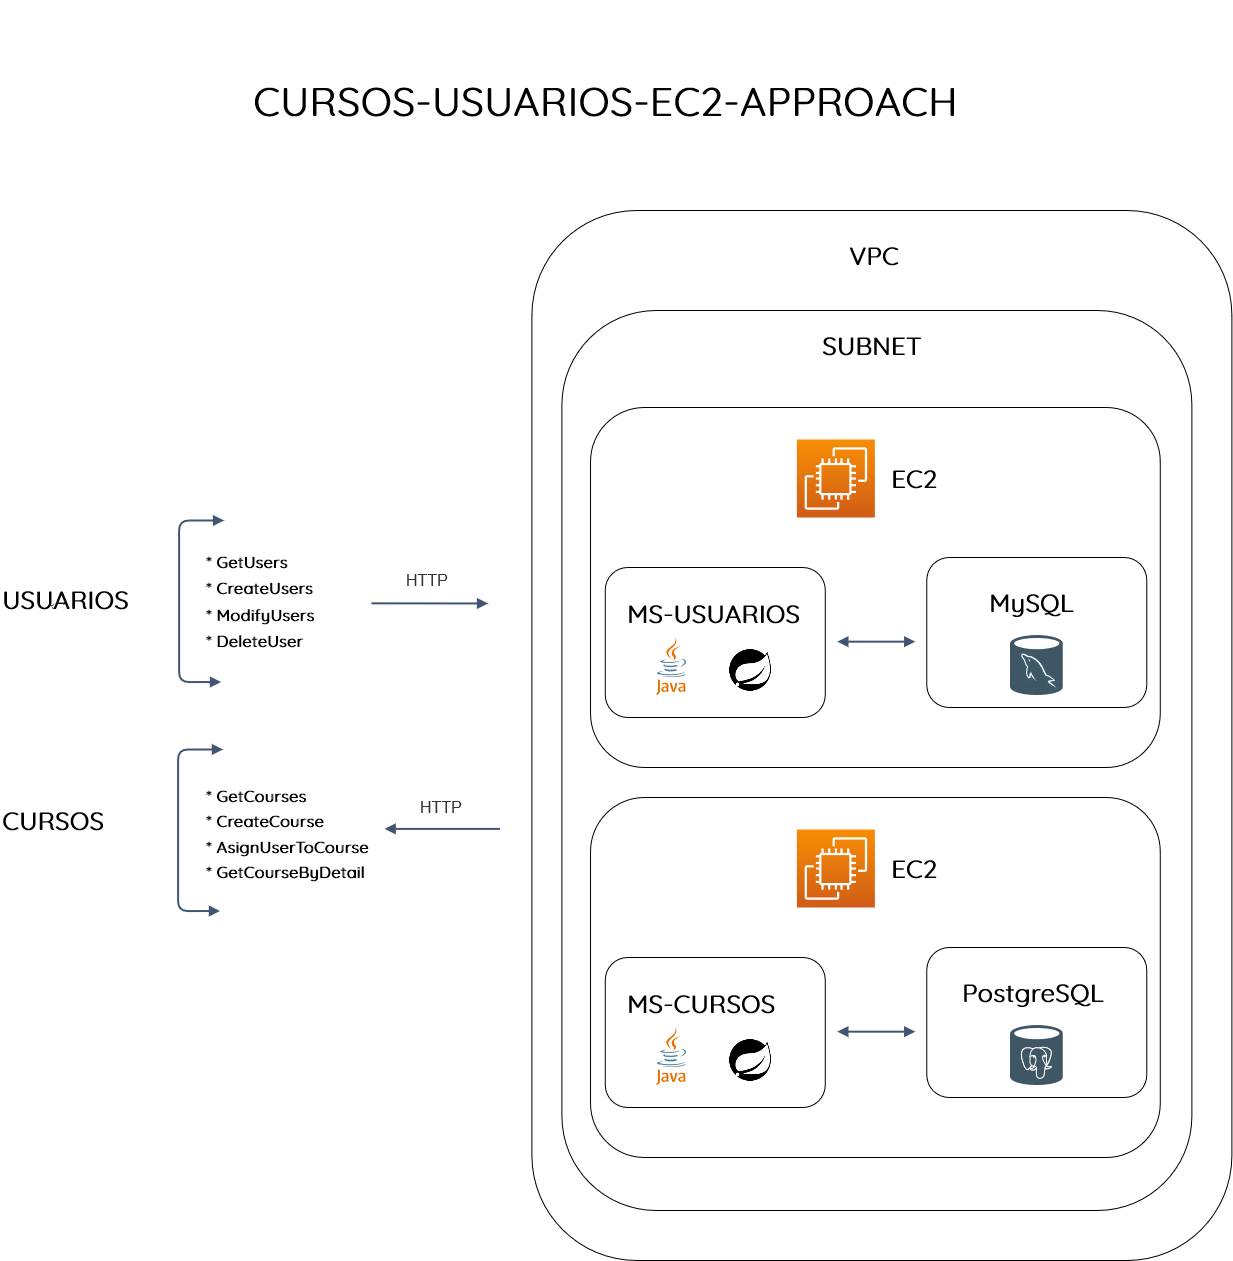 CURSOS-USUARIOS-EC2-APPROACH
VPC
SUBNET
EC2
USUARIOS
* GetUsers
* CreateUsers
* ModifyUsers
* DeleteUser
HTTP
MS-USUARIOS
Java
MySQL
CURSOS
* GetCourses
* CreateCourse
* AsignUserToCourse
* GetCourseByDetail
HTTP
EC2
MS-CURSOS
Java
PostgreSQL